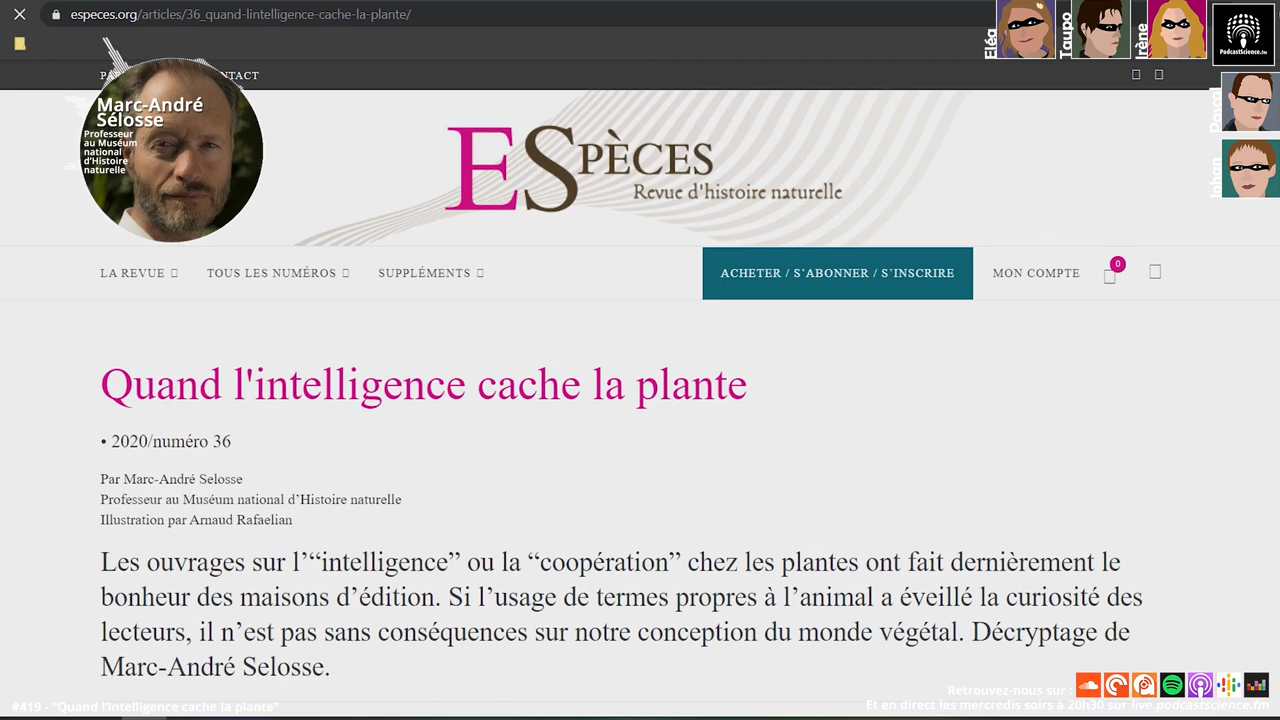 especes.org/articles/36_quand-lintelligence-cache-la-plante/
Eléa
Taupo
Irène
PodcastScience.fm
Pascal
Johan
Marc-André
Sélosse
Professeur
au Muséum
national
d'Histoire
naturelle
ESPÈCES
Revue d'histoire naturelle
LA REVUE
TOUS LES NUMÉROS
SUPPLÉMENTS
ACHETER / S'ABONNER / S'INSCRIRE
MON COMPTE
0
Quand l'intelligence cache la plante
• 2020/numéro 36
Par Marc-André Selosse
Professeur au Muséum national d’Histoire naturelle
Illustration par Arnaud Rafaelian
Les ouvrages sur l’“intelligence” ou la “coopération” chez les plantes ont fait dernièrement le
bonheur des maisons d’édition. Si l’usage de termes propres à l’animal a éveillé la curiosité des
lecteurs, il n’est pas sans conséquences sur notre conception du monde végétal. Décryptage de
Marc-André Selosse.
Retrouvez-nous sur :
#419 - "Quand l'intelligence cache la plante"
Et en direct les mercredis soirs à 20h30 sur live.podcastscience.fm